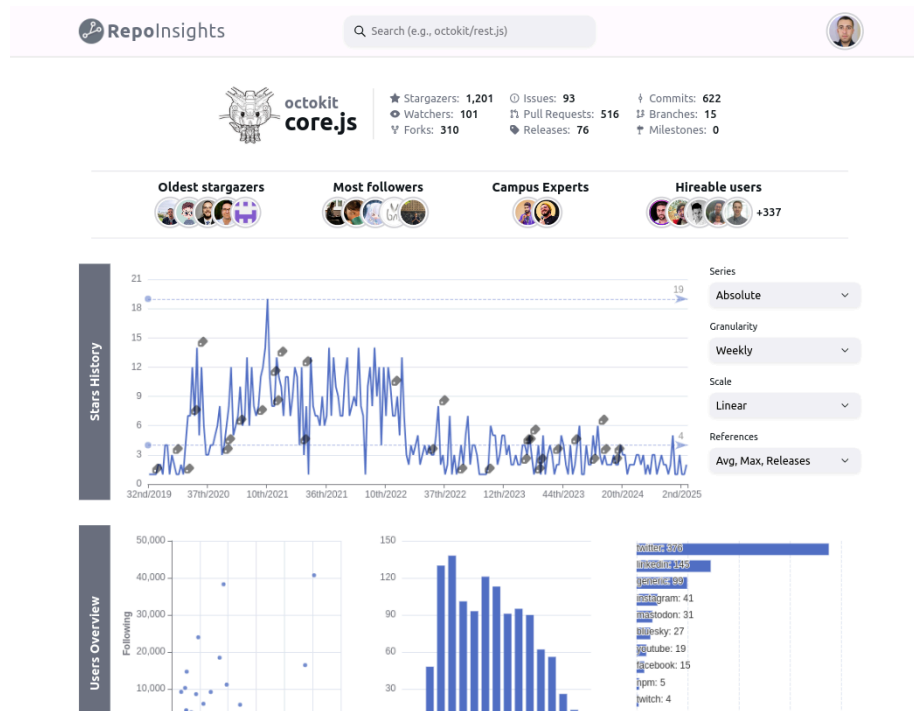 RepoInsights
Search (e.g., octokit/rest.js)
octokit
core.js
Stargazers: 1,201
Watchers: 101
Forks: 310
Issues: 93
Pull Requests: 516
Releases: 76
Commits: 622
Branches: 15
Milestones: 0
Oldest stargazers
Most followers
Campus Experts
Hireable users
+337
Stars History
21
18
15
12
9
6
3
0
19
4
32nd/2019 37th/2020 10th/2021 36th/2021 10th/2022 37th/2022 12th/2023 44th/2023 20th/2024 2nd/2025
Series
Absolute
Granularity
Weekly
Scale
Linear
References
Avg, Max, Releases
Users Overview
Following
50,000
40,000
30,000
20,000
10,000
150
120
90
60
30
twitter: 376
linkedin: 145
generic: 99
instagram: 41
mastodon: 31
bluesky: 27
youtube: 19
facebook: 15
npm: 5
twitch: 4